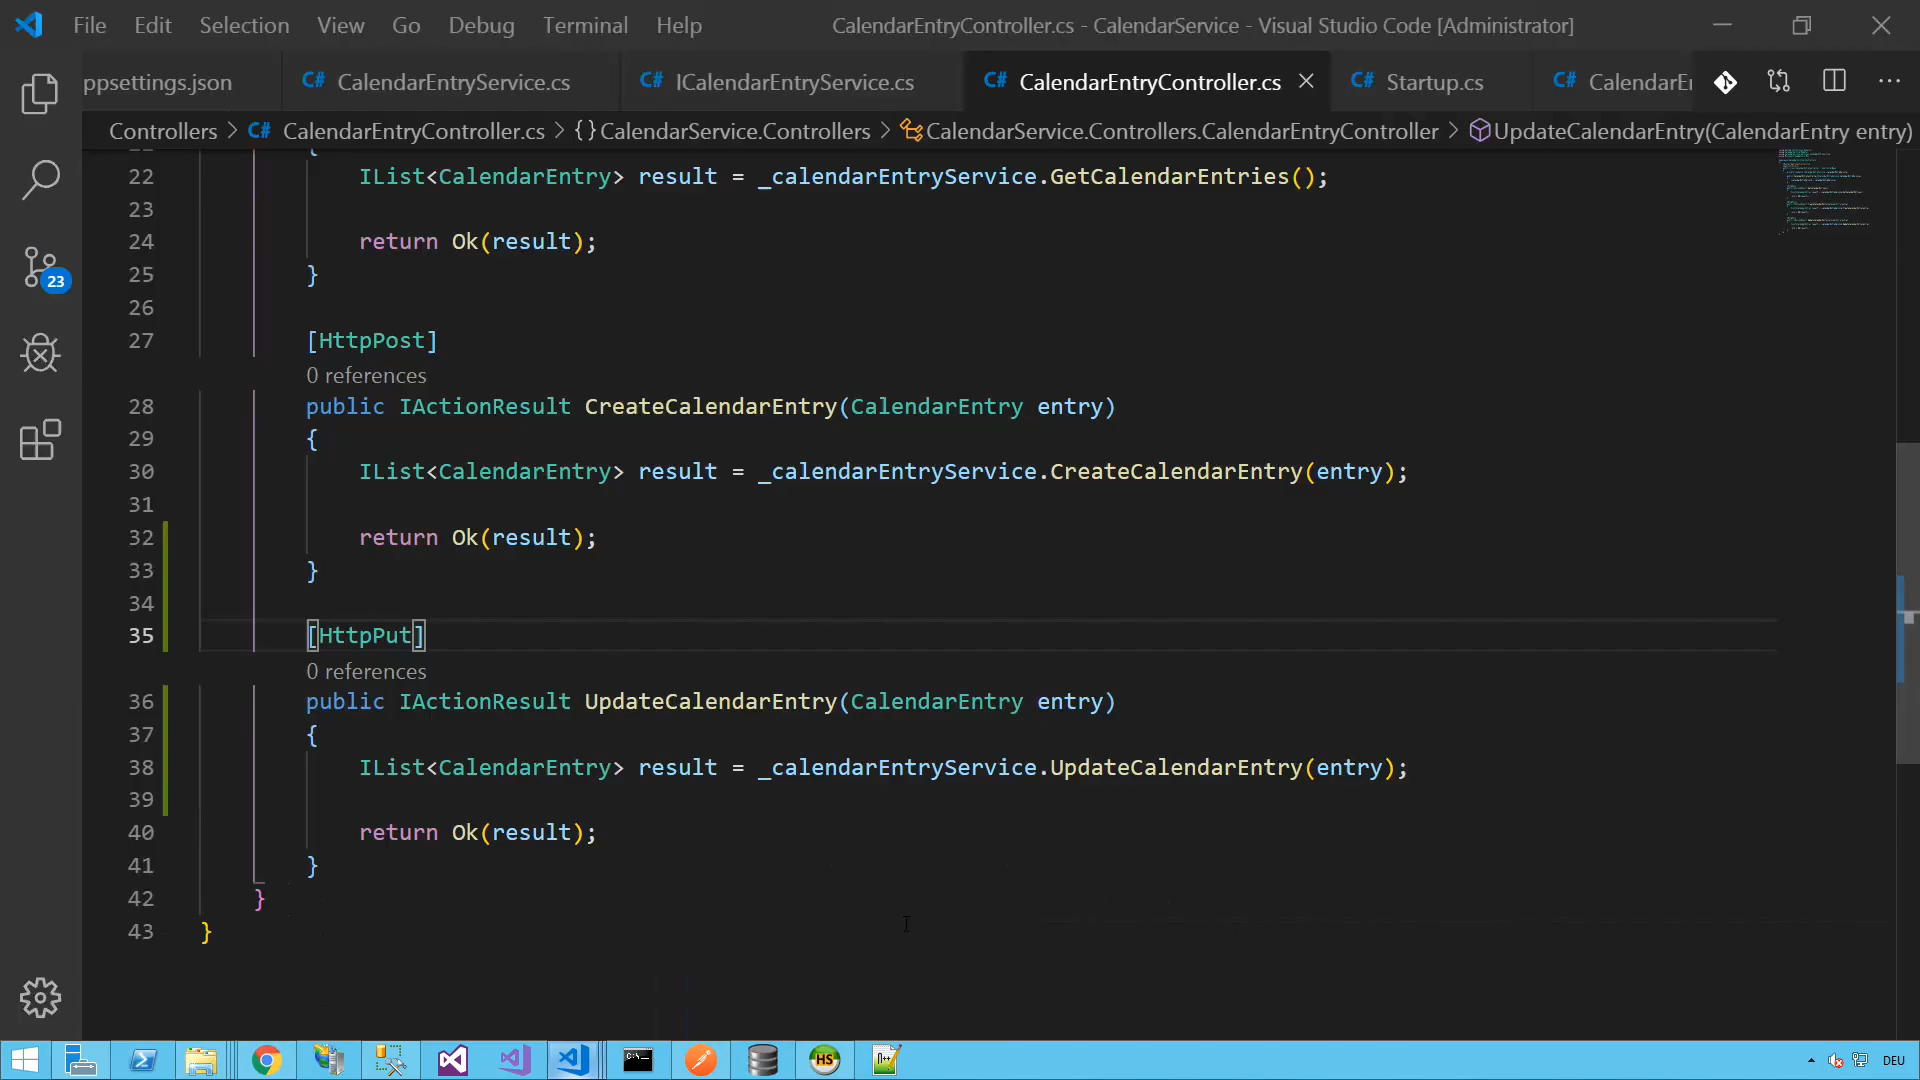 File Edit Selection View Go Debug Terminal Help CalendarEntryController.cs - CalendarService - Visual Studio Code [Administrator]
ppsettings.json C# CalendarEntryService.cs C# ICalendarEntryService.cs C# CalendarEntryController.cs C# Startup.cs C# CalendarEr
Controllers > C# CalendarEntryController.cs > {} CalendarService.Controllers > CalendarService.Controllers.CalendarEntryController > UpdateCalendarEntry(CalendarEntry entry)
{
22 IList<CalendarEntry> result = _calendarEntryService.GetCalendarEntries();
23
24 return Ok(result);
25 }
26
27 [HttpPost]
0 references
28 public IActionResult CreateCalendarEntry(CalendarEntry entry)
29 {
30 IList<CalendarEntry> result = _calendarEntryService.CreateCalendarEntry(entry);
31
32 return Ok(result);
33 }
34
35 [HttpPut]
0 references
36 public IActionResult UpdateCalendarEntry(CalendarEntry entry)
37 {
38 IList<CalendarEntry> result = _calendarEntryService.UpdateCalendarEntry(entry);
39
40 return Ok(result);
41 }
42 }
43 }
23
HS
DEU